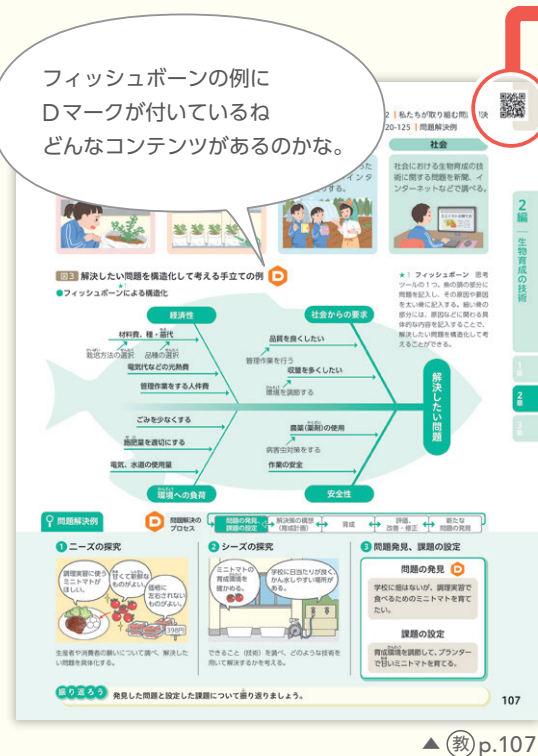 フィッシュボーンの例に
Dマークが付いているね
どんなコンテンツがあるのかな。
社会
社会における生物育成の技
術に関する問題を新聞、イ
ンターネットなどで調べる。
2編 生物育成の技術
1章
2章
3章
図3 解決したい問題を構造化して考える手立ての例 D
●フィッシュボーンによる構造化
★1
★1 フィッシュボーン 思考
ツールの1つ。魚の頭の部分に
問題を記入し、その原因や要因
を太い骨に記入する。細い骨の
部分には、原因などに関わる具
体的な内容を記入することで、
解決したい問題を構造化して考
えることができる。
経済性
材料費、種・苗代
栽培方法の選択 品種の選択
電気代などの光熱費
管理作業をする人件費
社会からの要求
品質を良くしたい
管理作業を行う
収量を多くしたい
環境を調節する
解決したい問題
ごみを少なくする
施肥量を適切にする
電気、水道の使用量
環境への負荷
農薬(薬剤)の使用
病害虫対策をする
作業の安全
安全性
問題解決例
D 問題解決の
プロセス
問題の発見、
課題の設定
解決策の構想
(育成計画)
育成
評価、
改善・修正
新たな
問題の発見
1 ニーズの探究
調理実習に使う
ミニトマトが
ほしい。
甘くて新鮮な
ものがよい。
価格に
左右されない
ものがよい。
398円
生産者や消費者の願いについて調べ、解決した
い問題を具体化する。
2 シーズの探究
ミニトマトの
育成環境を
確かめる。
学校に日当たりが良く、
かん水しやすい場所が
ある。
できること(技術)を調べ、どのような技術を
用いて解決するかを考える。
3 問題発見、課題の設定
問題の発見 D
学校に畑はないが、調理実習で
食べるためのミニトマトを育て
たい。
課題の設定
育成環境を調節して、プランター
で甘いミニトマトを育てる。
振り返ろう 発見した問題と設定した課題について振り返りましょう。
107
▲教p.107